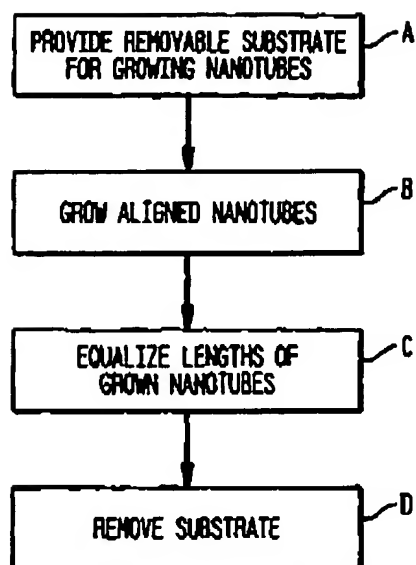 PROVIDE REMOVABLE SUBSTRATE
FOR GROWING NANOTUBES
A
GROW ALIGNED NANOTUBES
B
EQUALIZE LENGTHS OF
GROWN NANOTUBES
C
REMOVE SUBSTRATE
D